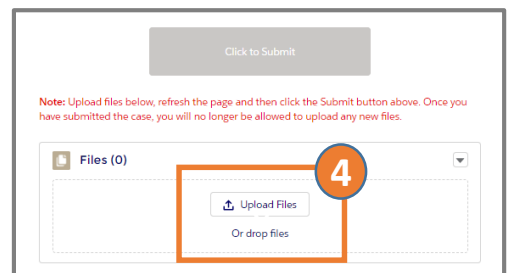 Click to Submit
Note: Upload files below, refresh the page and then click the Submit button above. Once you
have submitted the case, you will no longer be allowed to upload any new files.
Files (0)
4
Upload Files
Or drop files